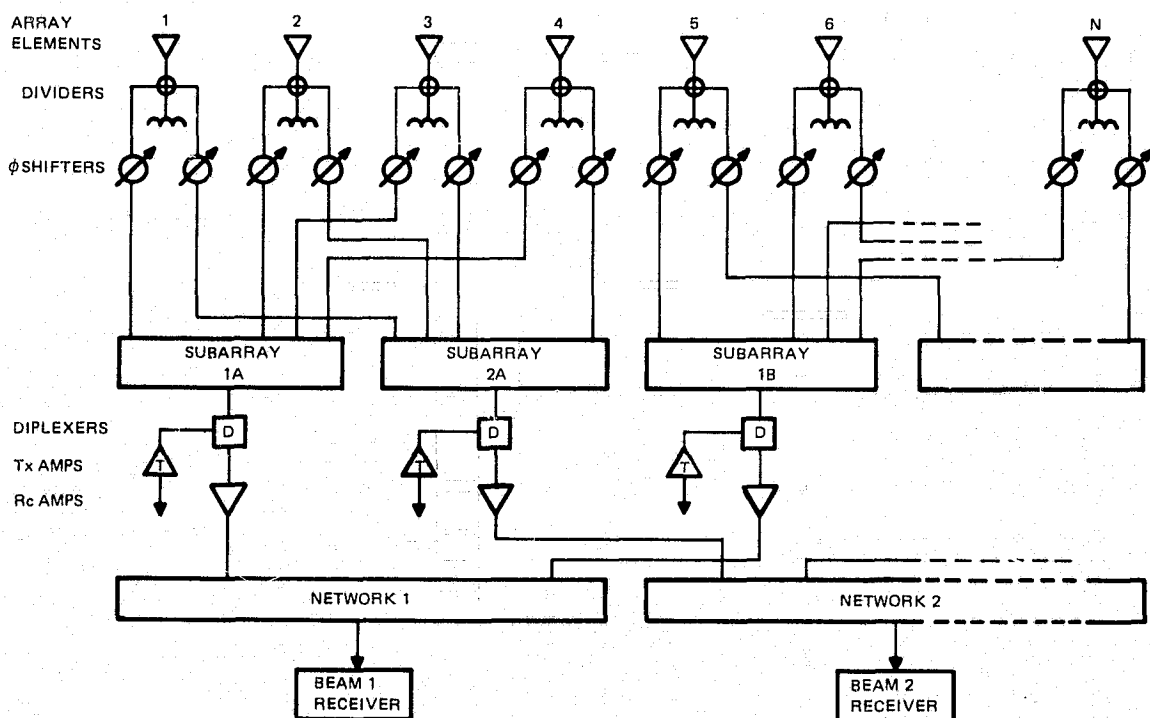 ARRAY
ELEMENTS
1 2 3 4 5 6 N
DIVIDERS
ϕ SHIFTERS
SUBARRAY
1A
SUBARRAY
2A
SUBARRAY
1B
DIPLEXERS
D D D
Tx AMPS
T T T
Rc AMPS
NETWORK 1
NETWORK 2
BEAM 1
RECEIVER
BEAM 2
RECEIVER